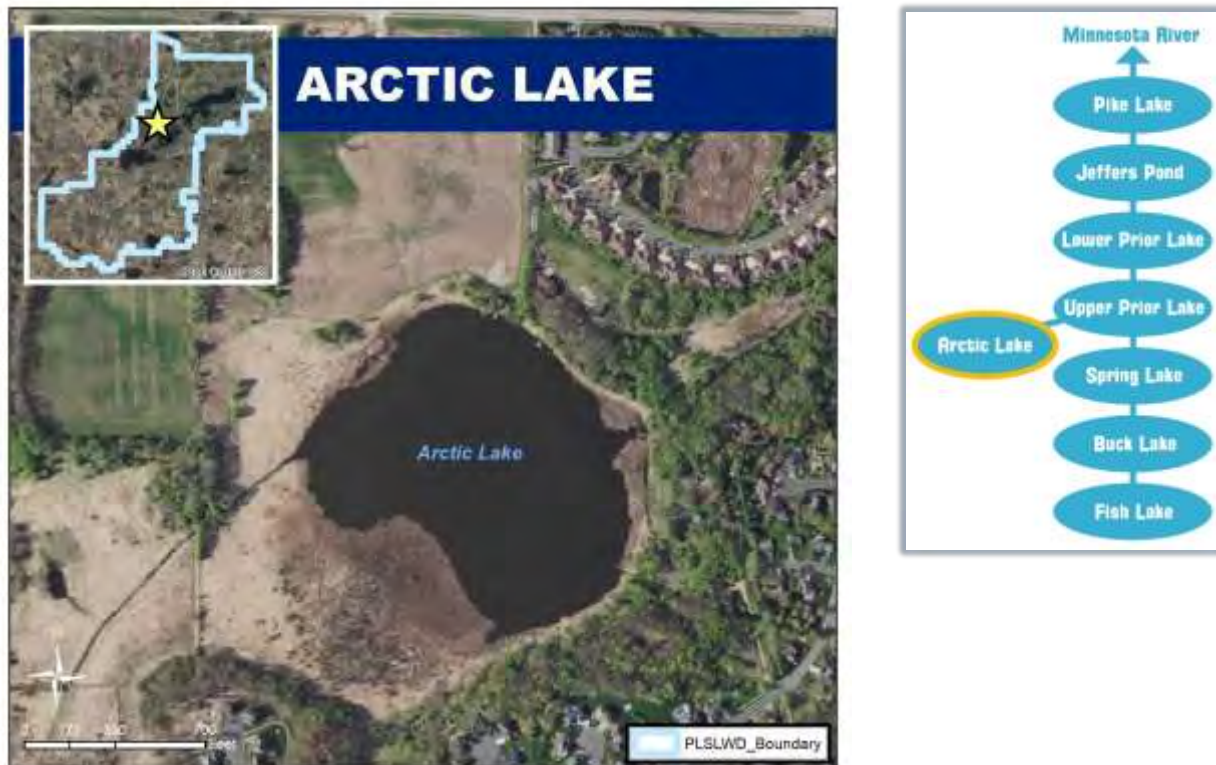 ARCTIC LAKE
Arctic Lake
700
PLSLWD_Boundary
Minnesota River
Pike Lake
Jeffers Pond
Lower Prior Lake
Upper Prior Lake
Arctic Lake
Spring Lake
Buck Lake
Fish Lake